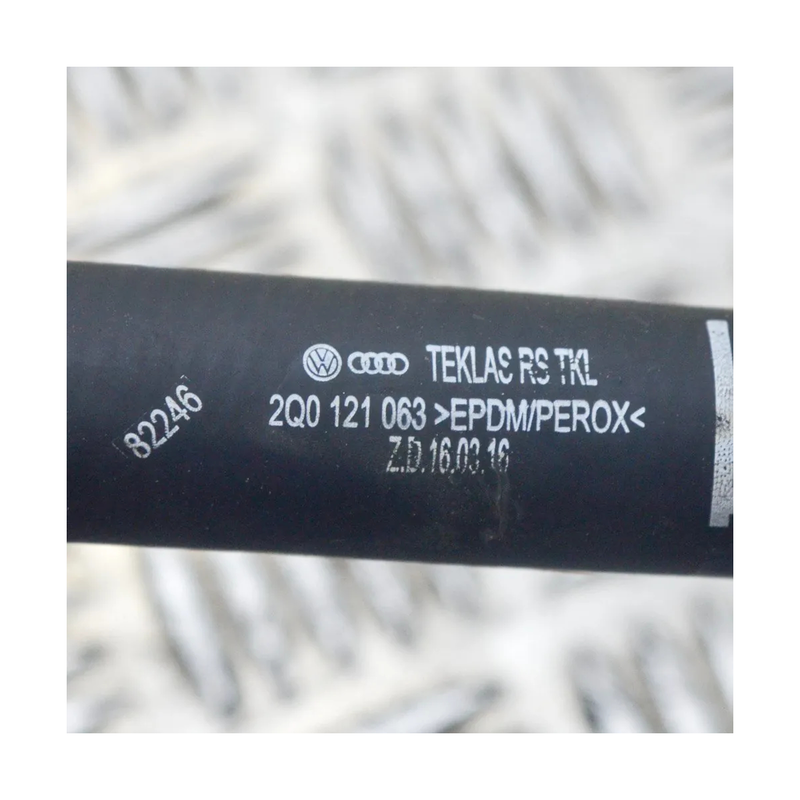 TEKLAS RS TKL
2Q0 121 063 >EPDM/PEROX<
Z.D.16.03.16
82246